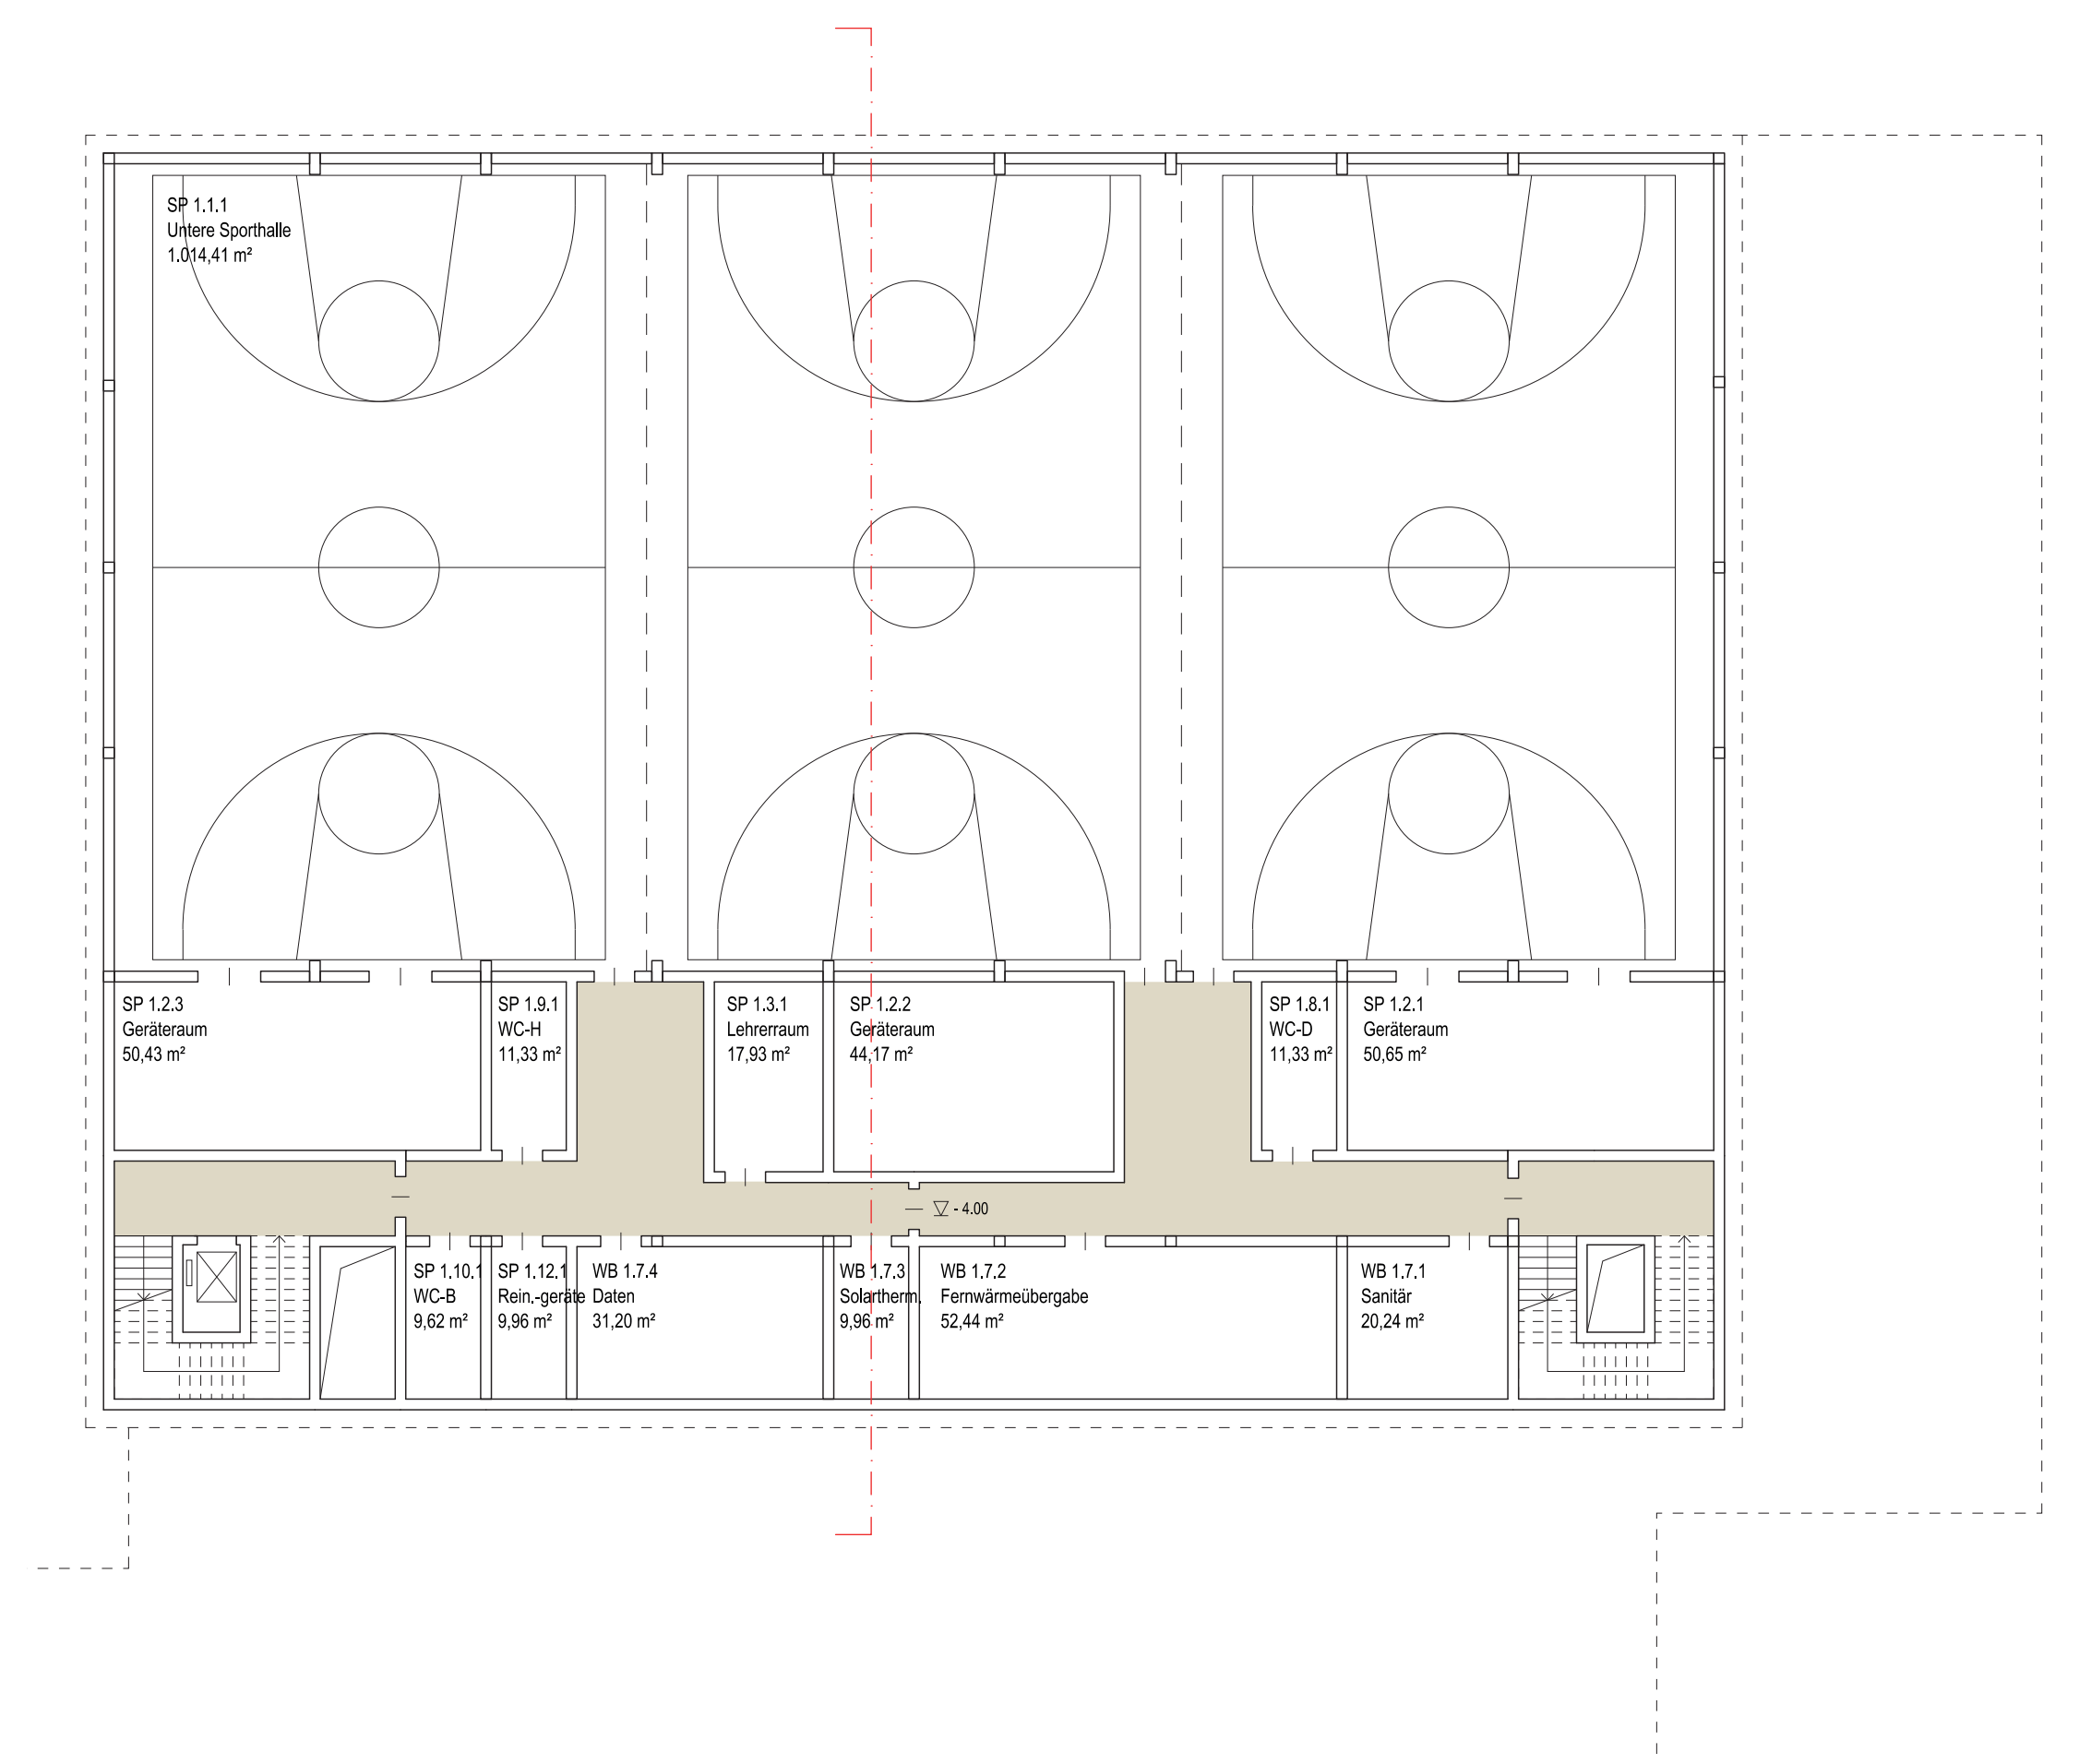 SP 1.1.1
Untere Sporthalle
1.014,41 m²
SP 1.2.3
Geräteraum
50,43 m²
SP 1.9.1
WC-H
11,33 m²
SP 1.3.1
Lehrerraum
17,93 m²
SP 1.2.2
Geräteraum
44,17 m²
SP 1.8.1
WC-D
11,33 m²
SP 1.2.1
Geräteraum
50,65 m²
- 4.00
SP 1.10.1
WC-B
9,62 m²
SP 1.12.1
Rein.-geräte
9,96 m²
WB 1.7.4
Daten
31,20 m²
WB 1.7.3
Solartherm.
9,96 m²
WB 1.7.2
Fernwärmeübergabe
52,44 m²
WB 1.7.1
Sanitär
20,24 m²